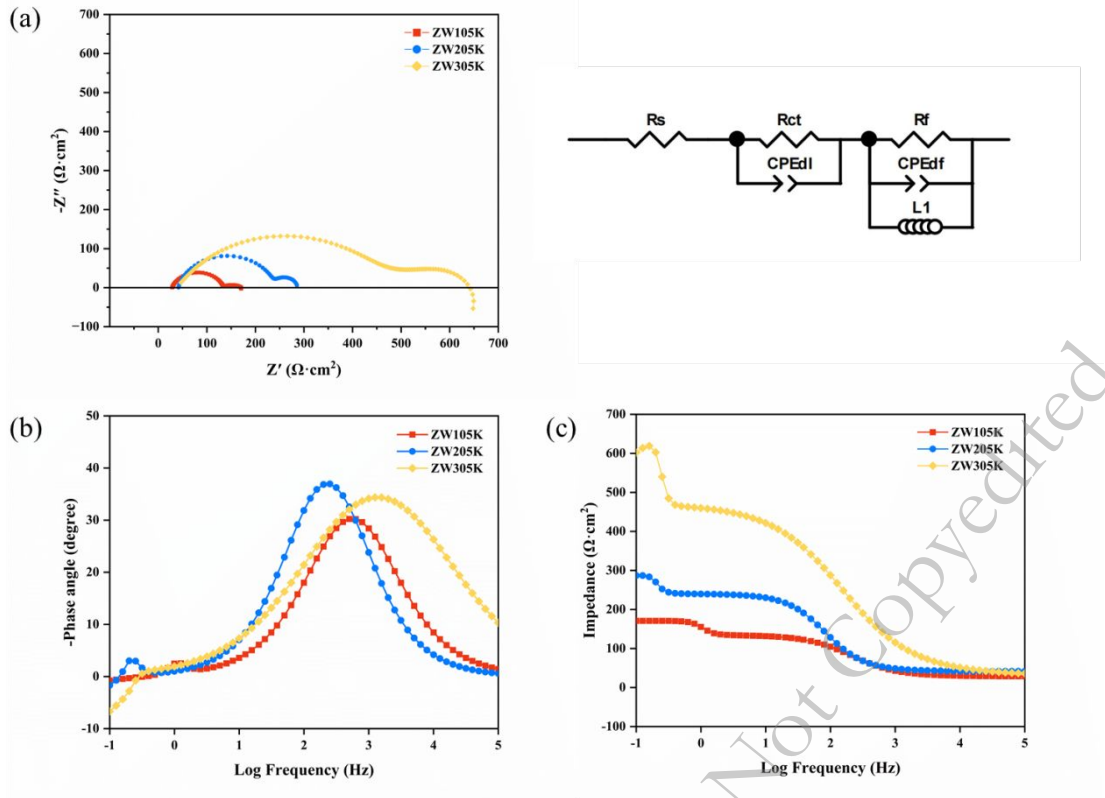 (a)
700
600
500
400
300
200
100
0
−100
-Z″ (Ω·cm²)
0 100 200 300 400 500 600 700
Z′ (Ω·cm²)
ZW105K
ZW205K
ZW305K
Rs
Rct
CPEdl
Rf
CPEdf
L1
(b)
50
40
30
20
10
0
-10
-Phase angle (degree)
-1 0 1 2 3 4 5
Log Frequency (Hz)
ZW105K
ZW205K
ZW305K
(c)
700
600
500
400
300
200
100
0
-100
Impedance (Ω·cm²)
-1 0 1 2 3 4 5
Log Frequency (Hz)
ZW105K
ZW205K
ZW305K
Not Copyedited